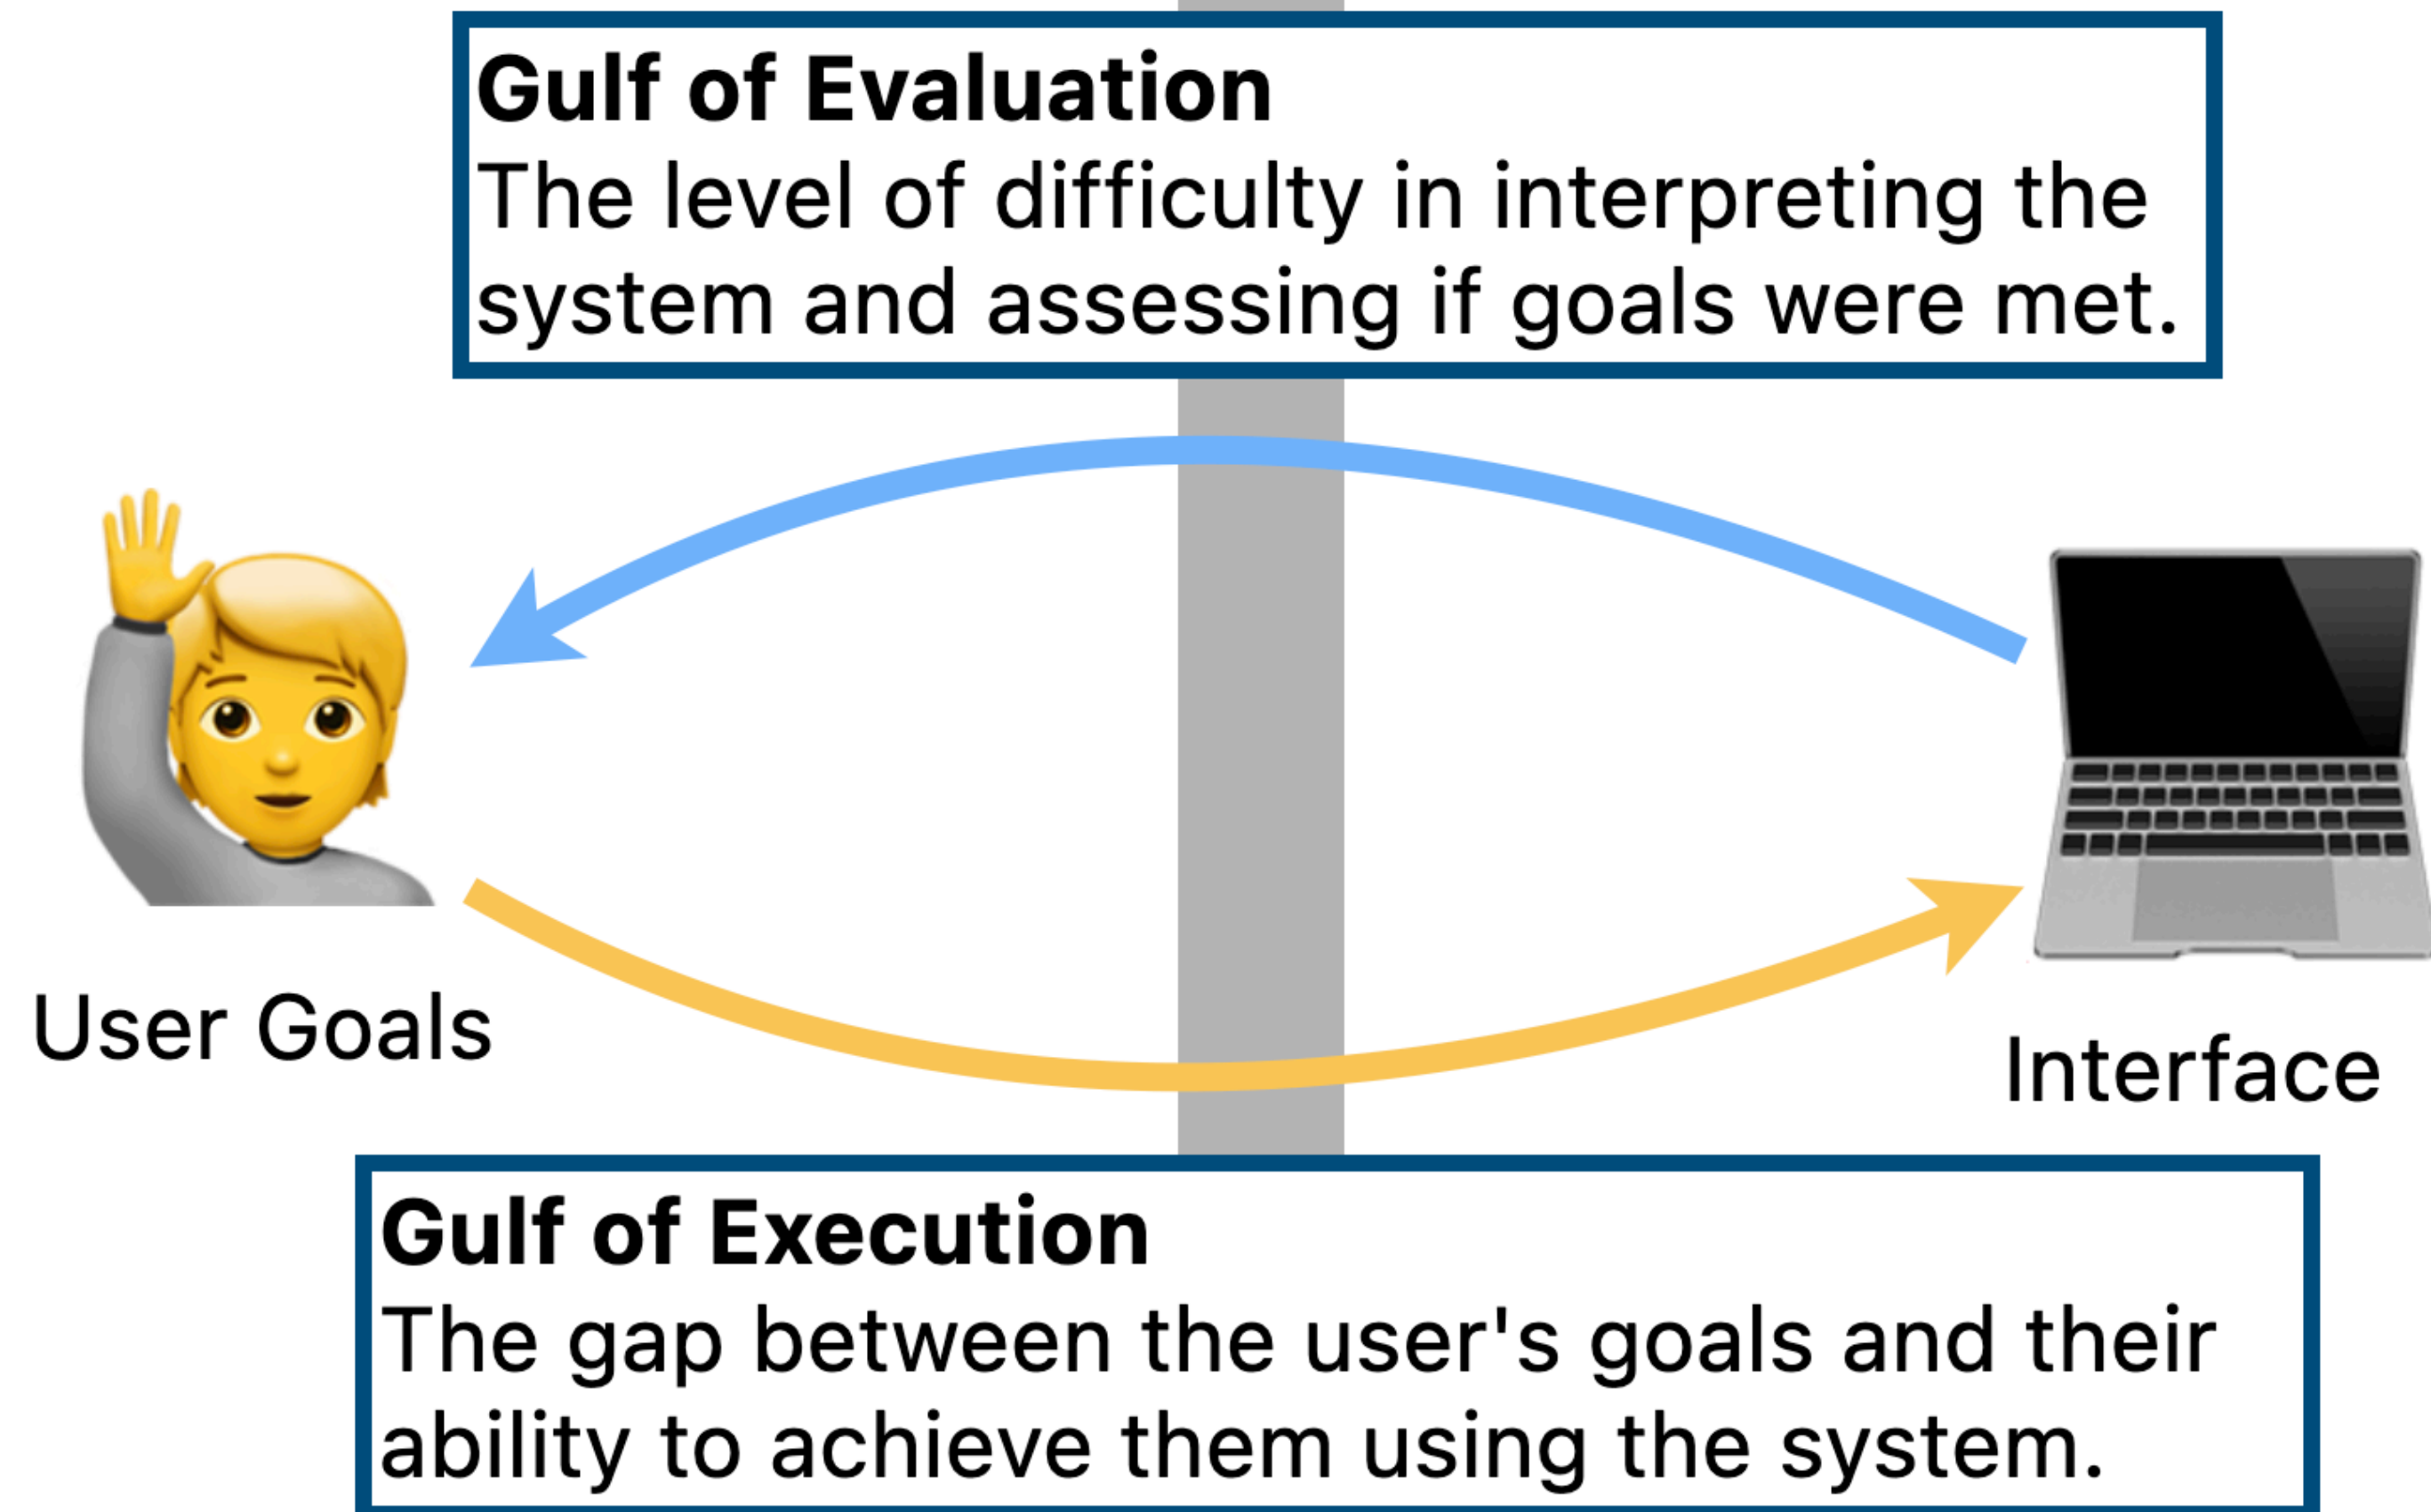 Gulf of Evaluation
The level of difficulty in interpreting the
system and assessing if goals were met.
User Goals
Interface
Gulf of Execution
The gap between the user's goals and their
ability to achieve them using the system.